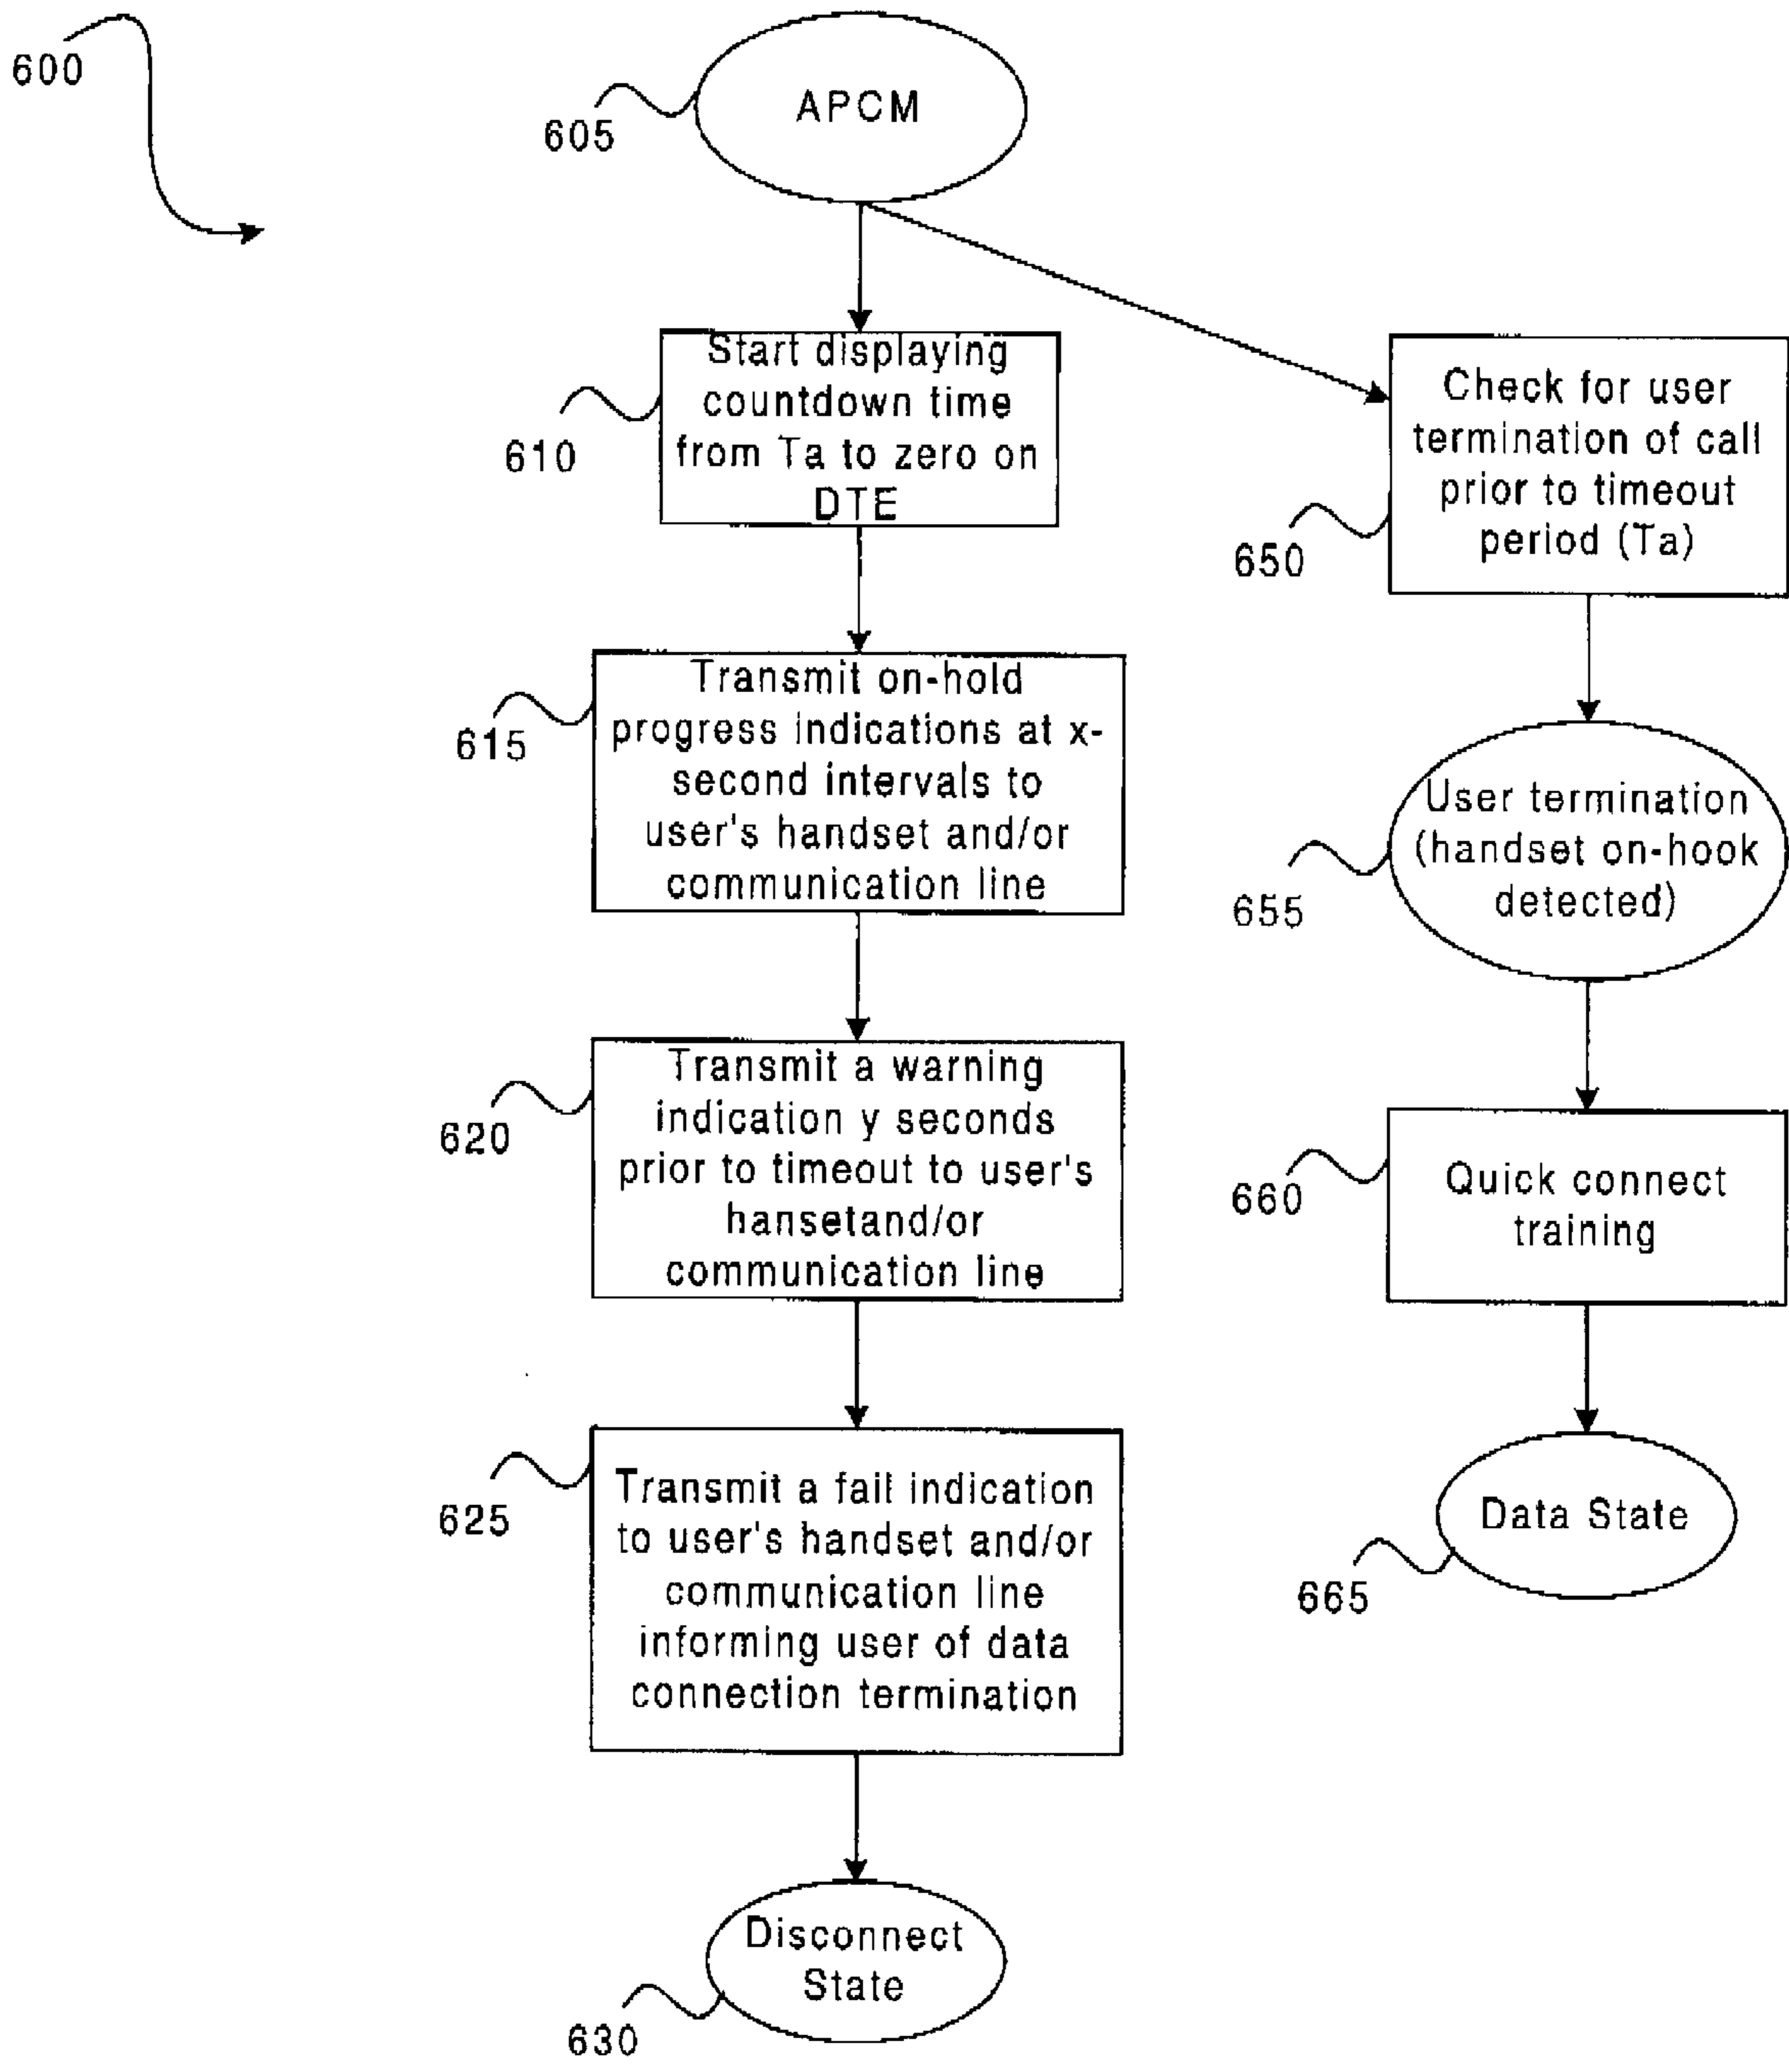 600
605
APCM
610
Start displaying
countdown time
from Ta to zero on
DTE
615
Transmit on-hold
progress indications at x-
second intervals to
user's handset and/or
communication line
620
Transmit a warning
indication y seconds
prior to timeout to user's
hansetand/or
communication line
625
Transmit a fail indication
to user's handset and/or
communication line
informing user of data
connection termination
630
Disconnect
State
650
Check for user
termination of call
prior to timeout
period (Ta)
655
User termination
(handset on-hook
detected)
660
Quick connect
training
665
Data State